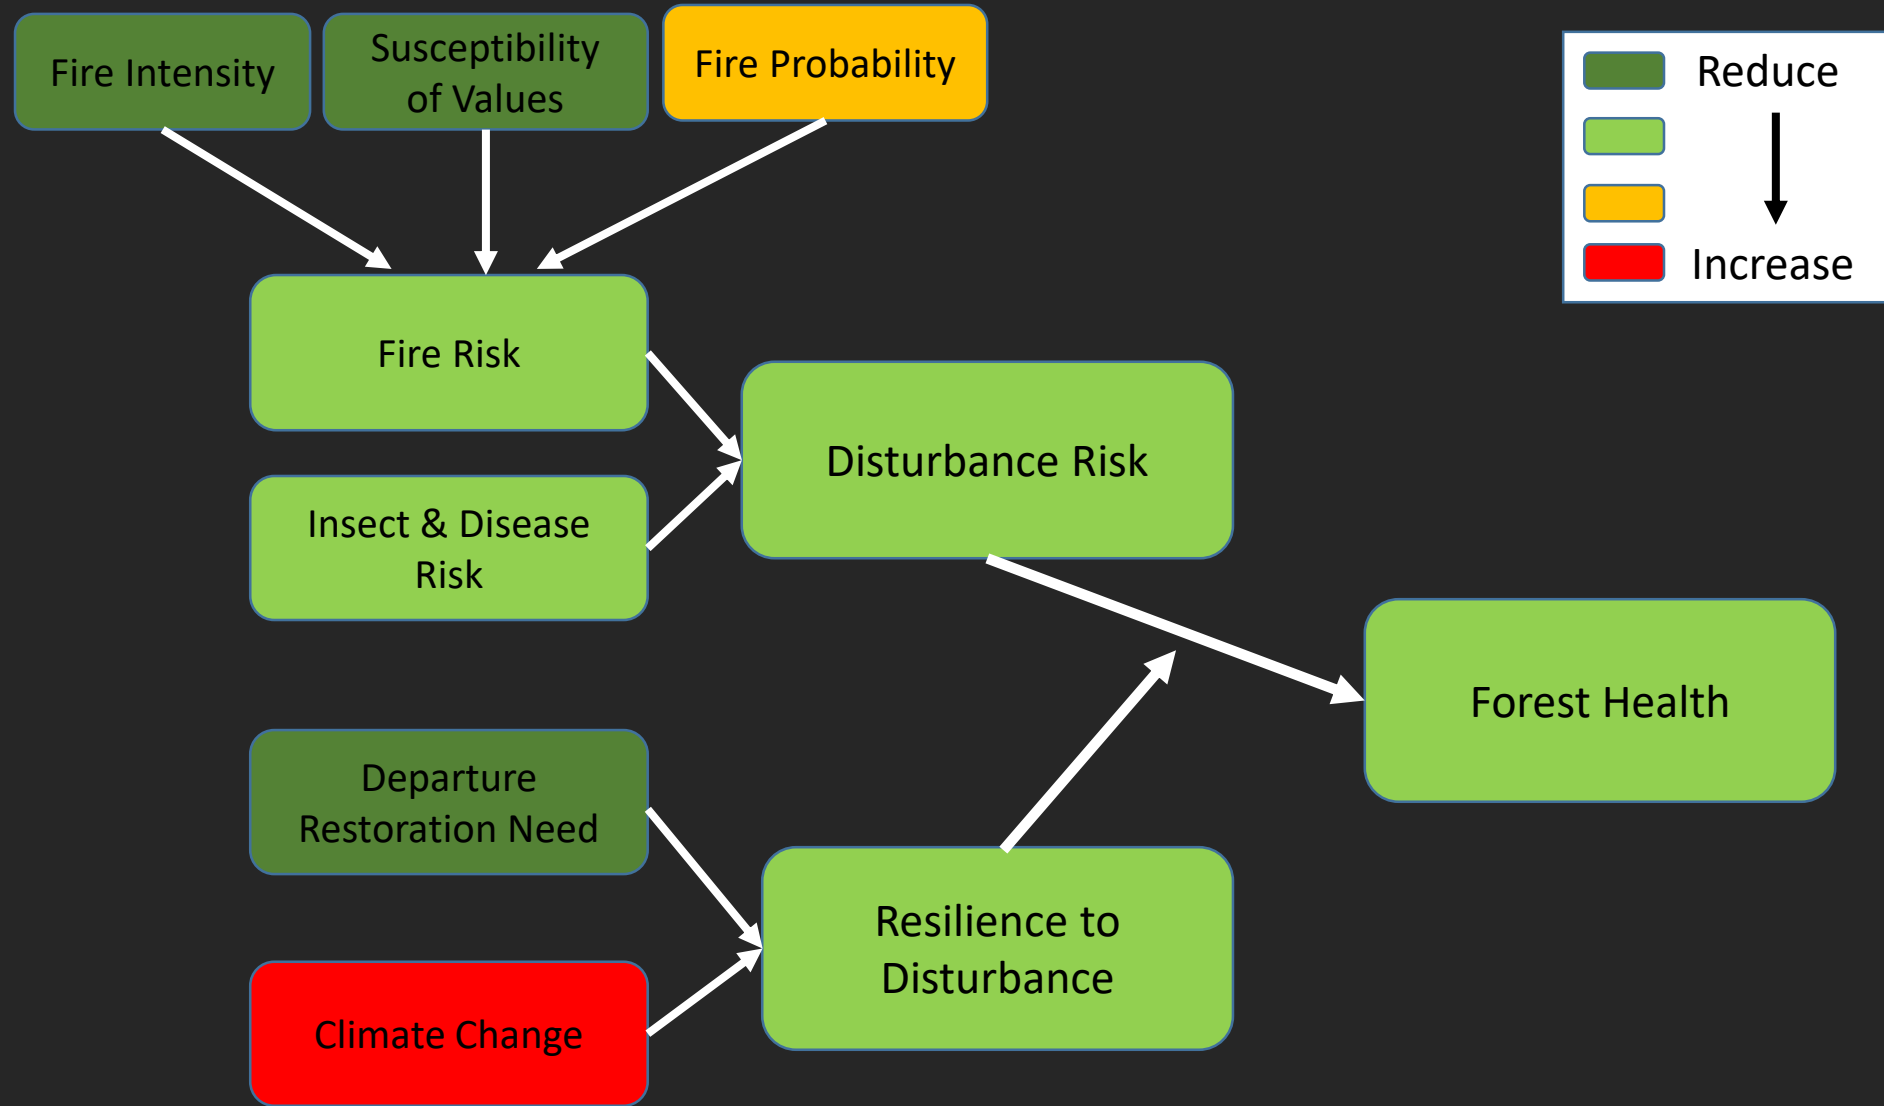 Fire Intensity
Susceptibility
of Values
Fire Probability
Reduce
Increase
Fire Risk
Insect & Disease
Risk
Disturbance Risk
Forest Health
Departure
Restoration Need
Resilience to
Disturbance
Climate Change